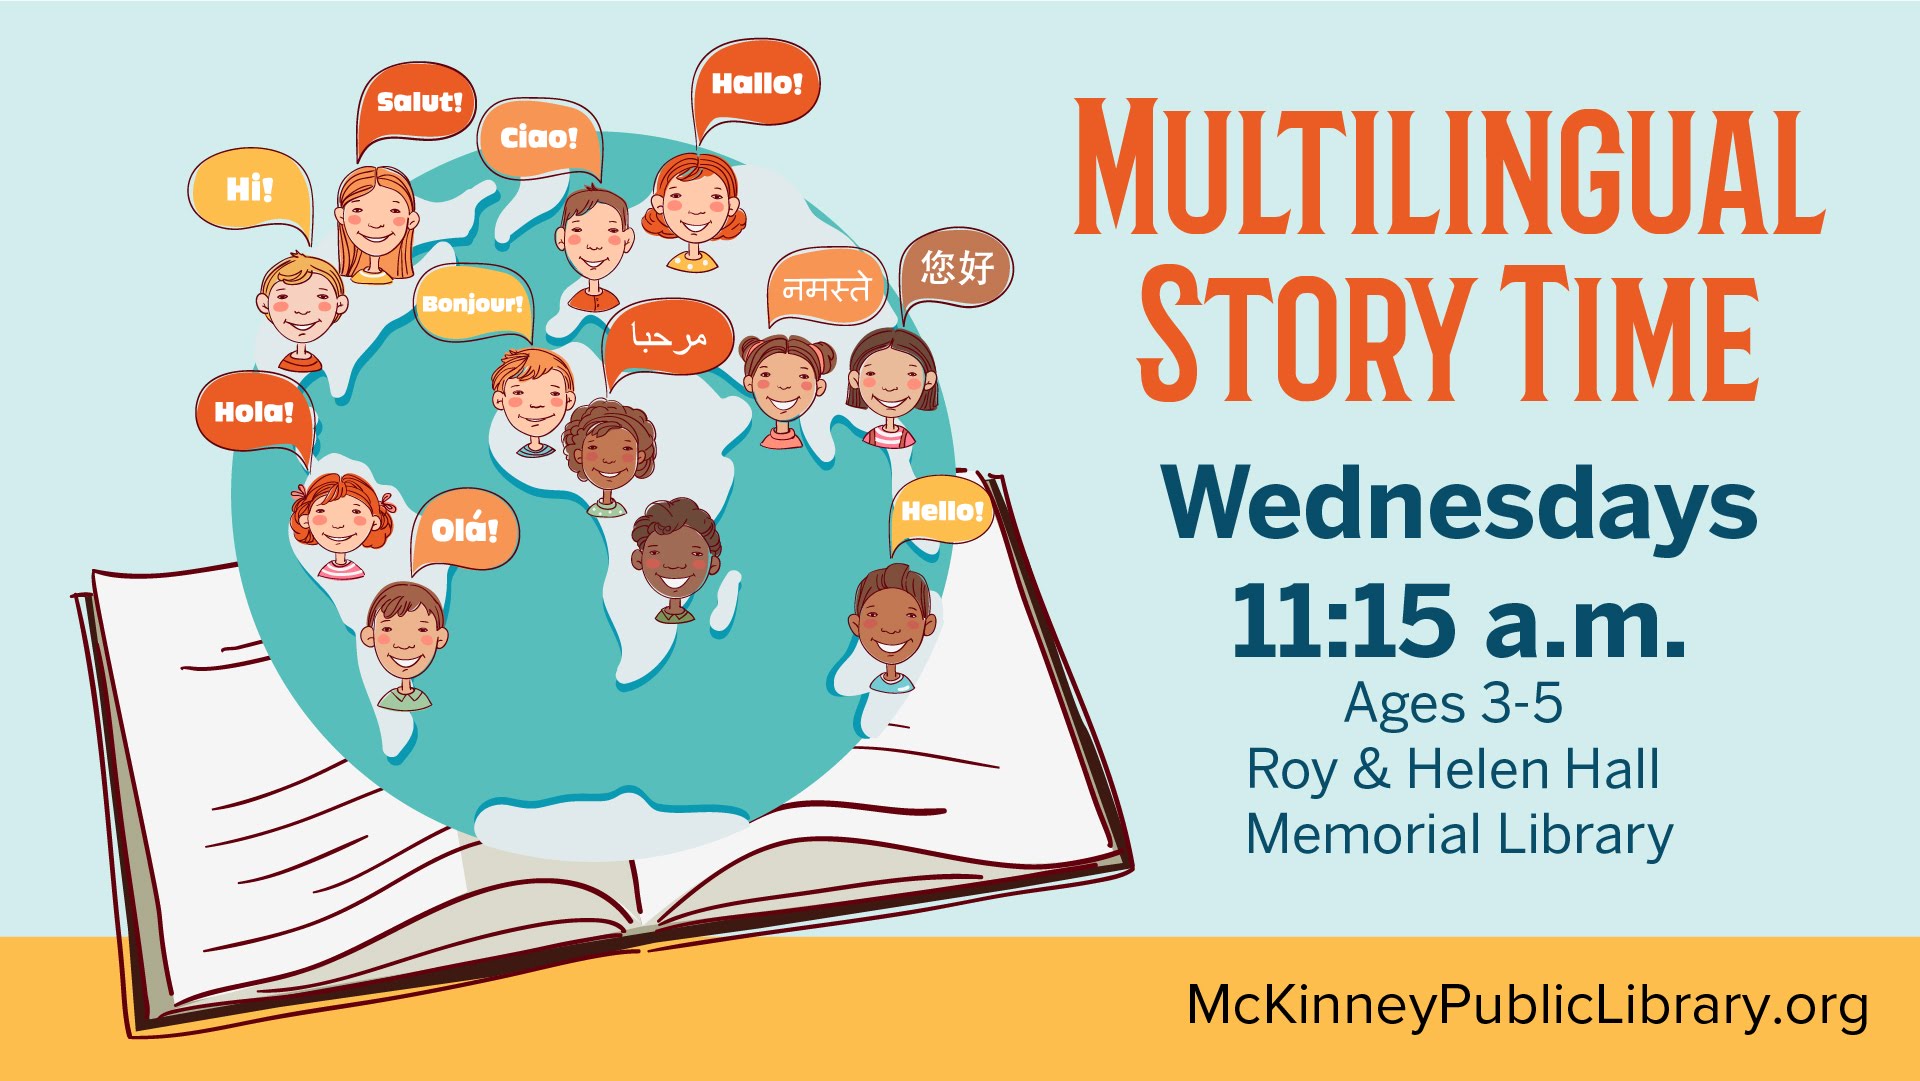 Hallo!
Salut!
Ciao!
Hi!
您好
नमस्ते
Bonjour!
مرحبا
Hola!
Hello!
Olá!
MULTILINGUAL
STORY TIME
Wednesdays
11:15 a.m.
Ages 3-5
Roy & Helen Hall
Memorial Library
McKinneyPublicLibrary.org